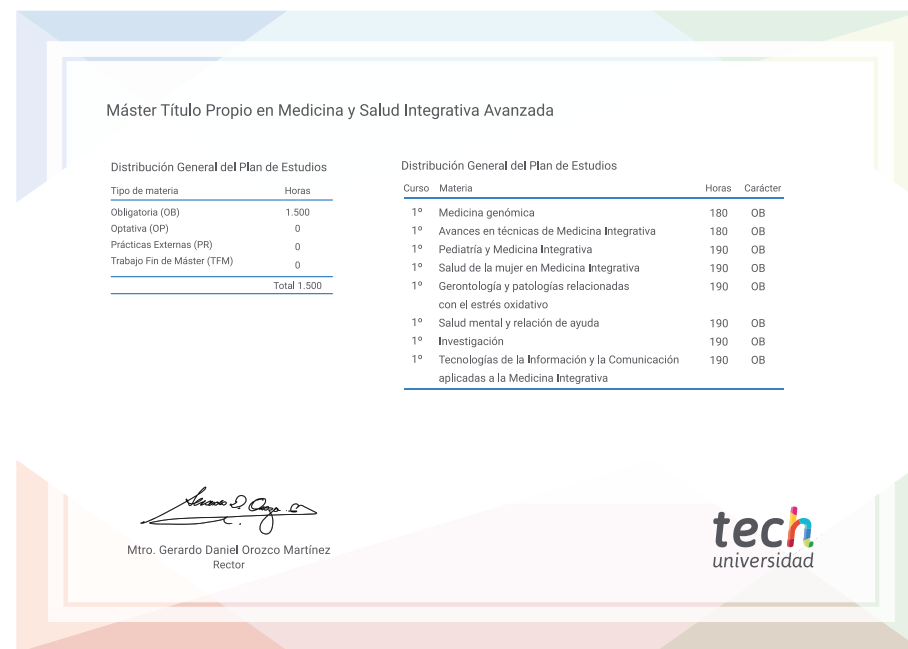 Máster Título Propio en Medicina y Salud Integrativa Avanzada
Distribución General del Plan de Estudios
Tipo de materia Horas
Obligatoria (OB) 1.500
Optativa (OP) 0
Prácticas Externas (PR) 0
Trabajo Fin de Máster (TFM) 0
Total 1.500
Distribución General del Plan de Estudios
Curso Materia Horas Carácter
1º Medicina genómica 180 OB
1º Avances en técnicas de Medicina Integrativa 180 OB
1º Pediatría y Medicina Integrativa 190 OB
1º Salud de la mujer en Medicina Integrativa 190 OB
1º Gerontología y patologías relacionadas 190 OB
con el estrés oxidativo
1º Salud mental y relación de ayuda 190 OB
1º Investigación 190 OB
1º Tecnologías de la Información y la Comunicación 190 OB
aplicadas a la Medicina Integrativa
Mtro. Gerardo Daniel Orozco Martínez
Rector
tech
universidad